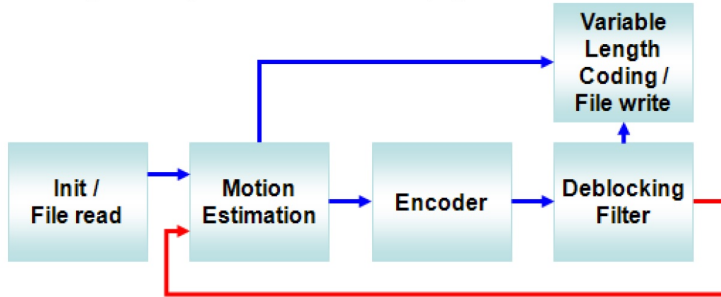 Variable
Length
Coding /
File write
Init /
File read
Motion
Estimation
Encoder
Deblocking
Filter